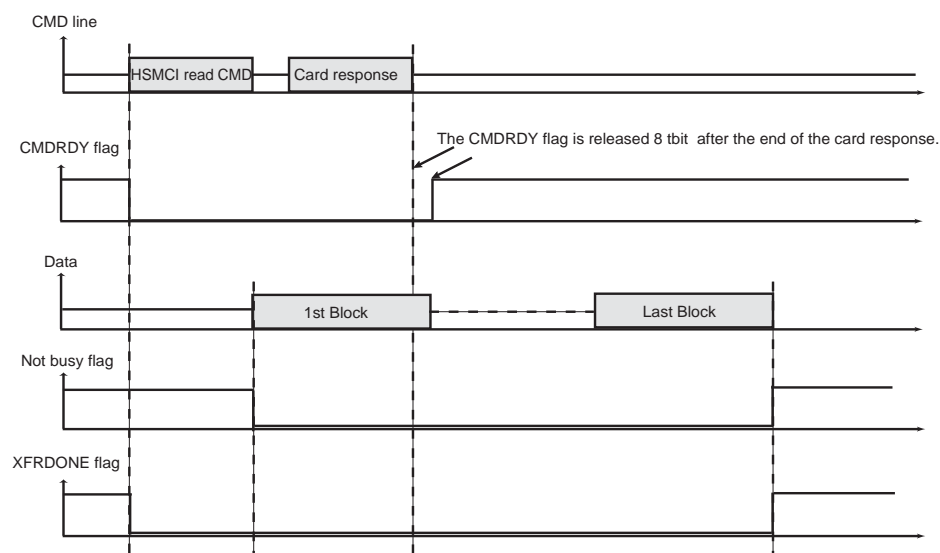 CMD line
HSMCI read CMD
Card response
The CMDRDY flag is released 8 tbit after the end of the card response.
CMDRDY flag
Data
1st Block
Last Block
Not busy flag
XFRDONE flag